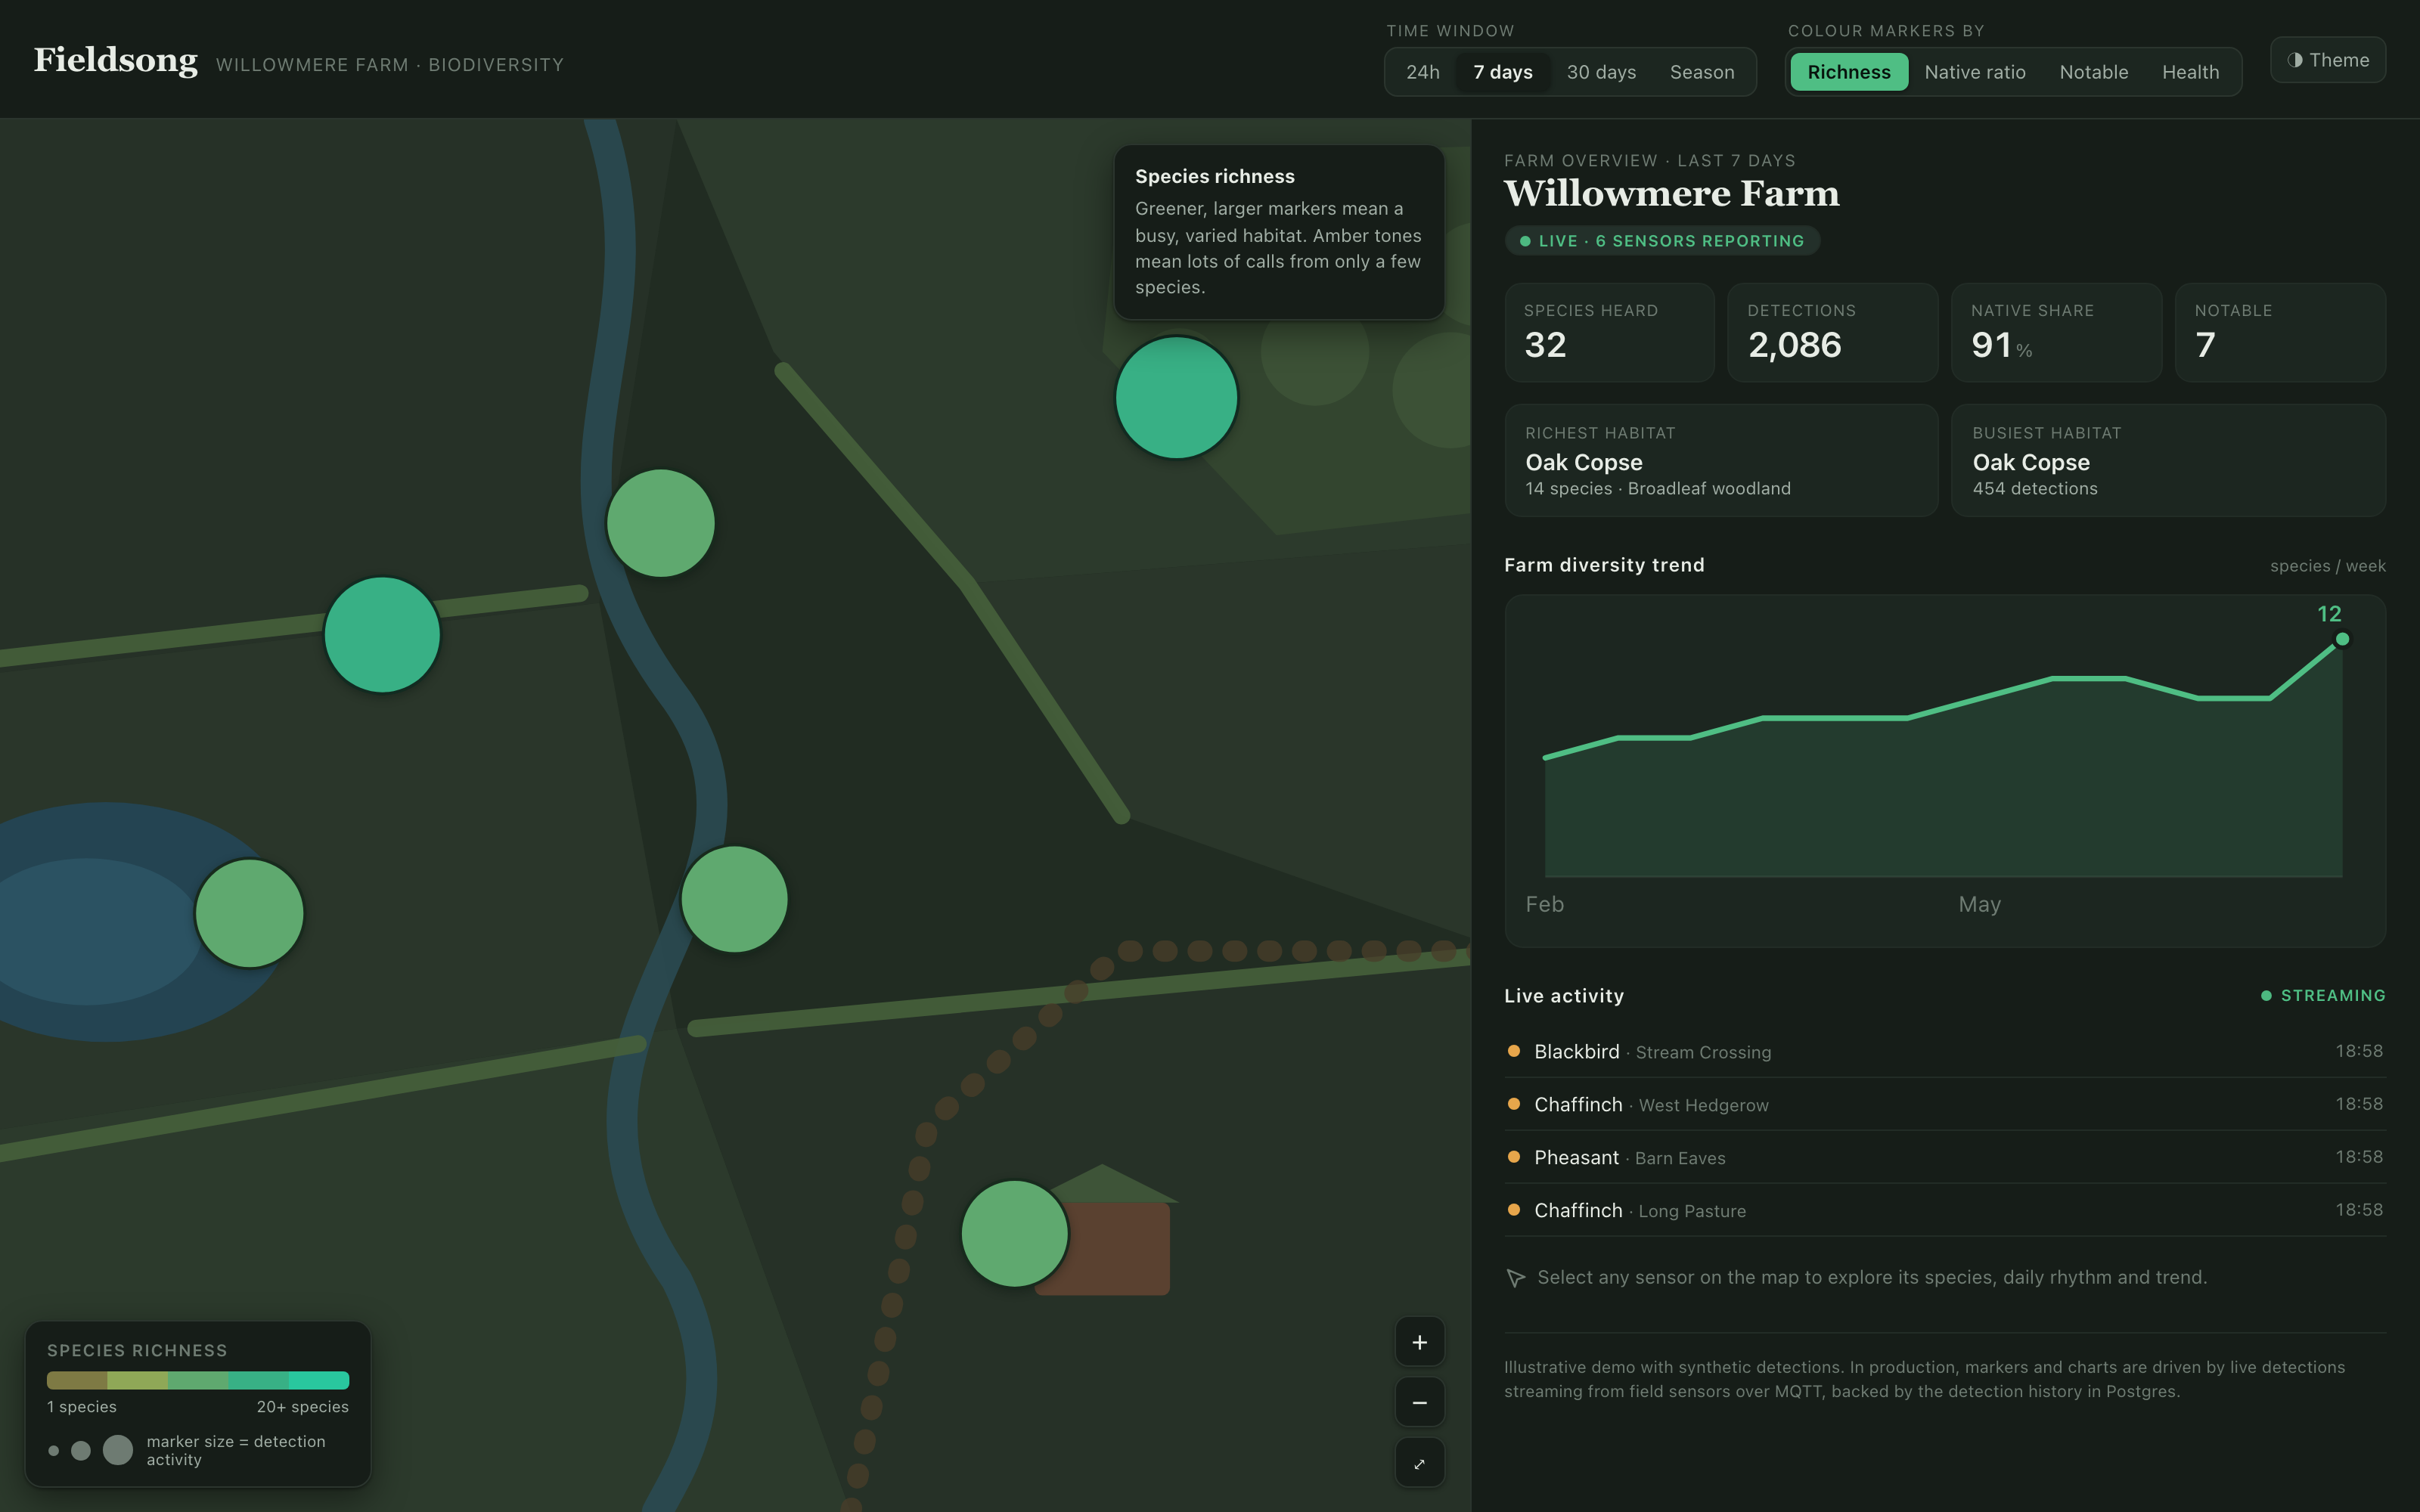 Fieldsong WILLOWMERE FARM · BIODIVERSITY
TIME WINDOW
24h 7 days 30 days Season
COLOUR MARKERS BY
Richness Native ratio Notable Health
Theme
Species richness
Greener, larger markers mean a
busy, varied habitat. Amber tones
mean lots of calls from only a few
species.
SPECIES RICHNESS
1 species 20+ species
marker size = detection
activity
+
−
FARM OVERVIEW · LAST 7 DAYS
Willowmere Farm
LIVE · 6 SENSORS REPORTING
SPECIES HEARD
32
DETECTIONS
2,086
NATIVE SHARE
91%
NOTABLE
7
RICHEST HABITAT
Oak Copse
14 species · Broadleaf woodland
BUSIEST HABITAT
Oak Copse
454 detections
Farm diversity trend species / week
12
Feb May
Live activity STREAMING
Blackbird · Stream Crossing 18:58
Chaffinch · West Hedgerow 18:58
Pheasant · Barn Eaves 18:58
Chaffinch · Long Pasture 18:58
Select any sensor on the map to explore its species, daily rhythm and trend.
Illustrative demo with synthetic detections. In production, markers and charts are driven by live detections
streaming from field sensors over MQTT, backed by the detection history in Postgres.